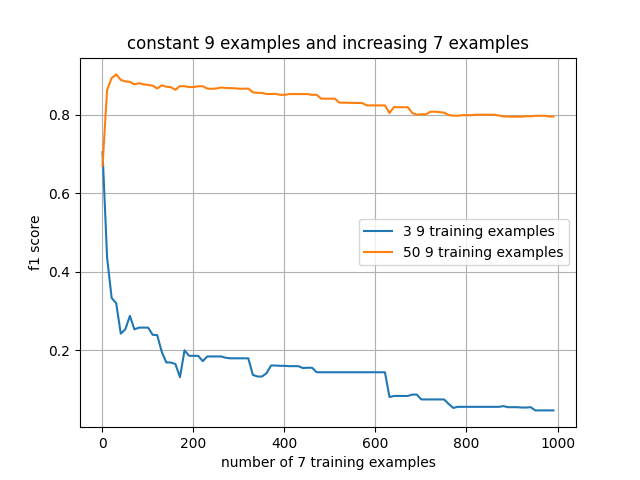 constant 9 examples and increasing 7 examples
f1 score
0.8
0.6
0.4
0.2
3 9 training examples
50 9 training examples
0 200 400 600 800 1000
number of 7 training examples